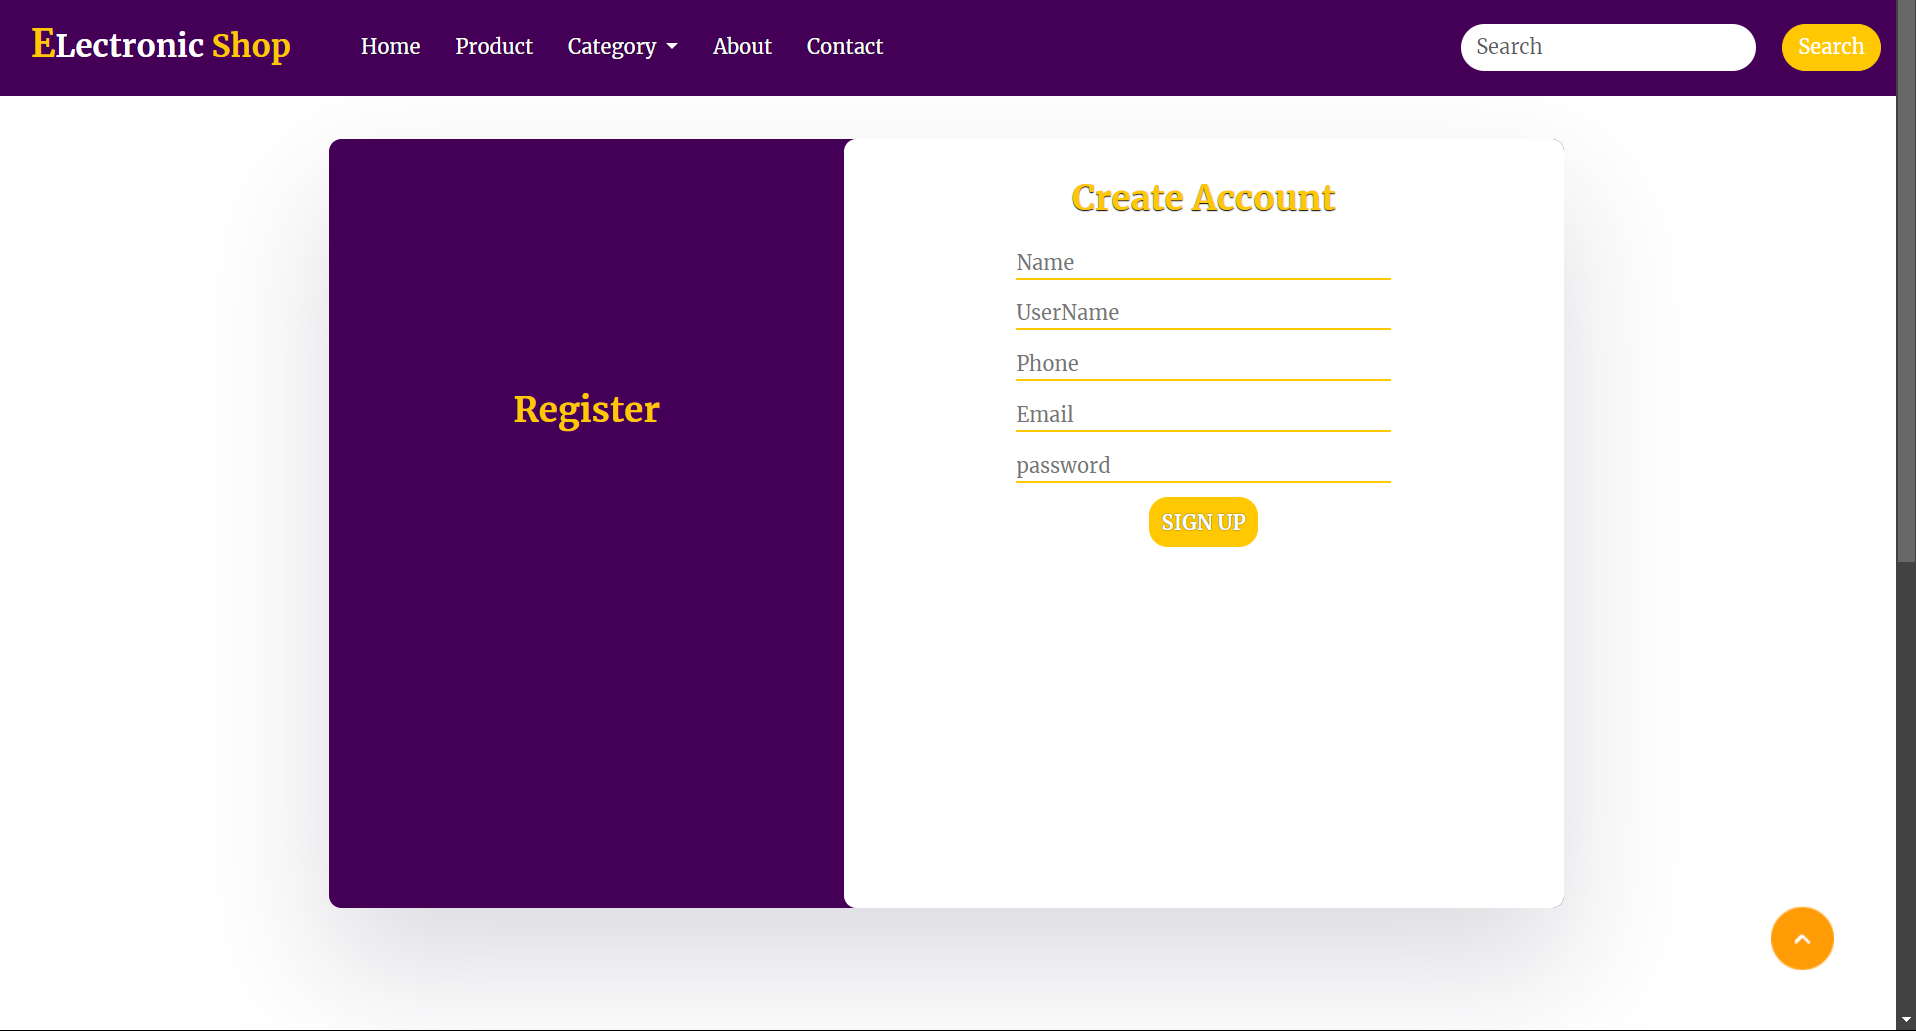 ELectronic Shop Home Product Category About Contact Search Search
Register
Create Account
Name
UserName
Phone
Email
password
SIGN UP